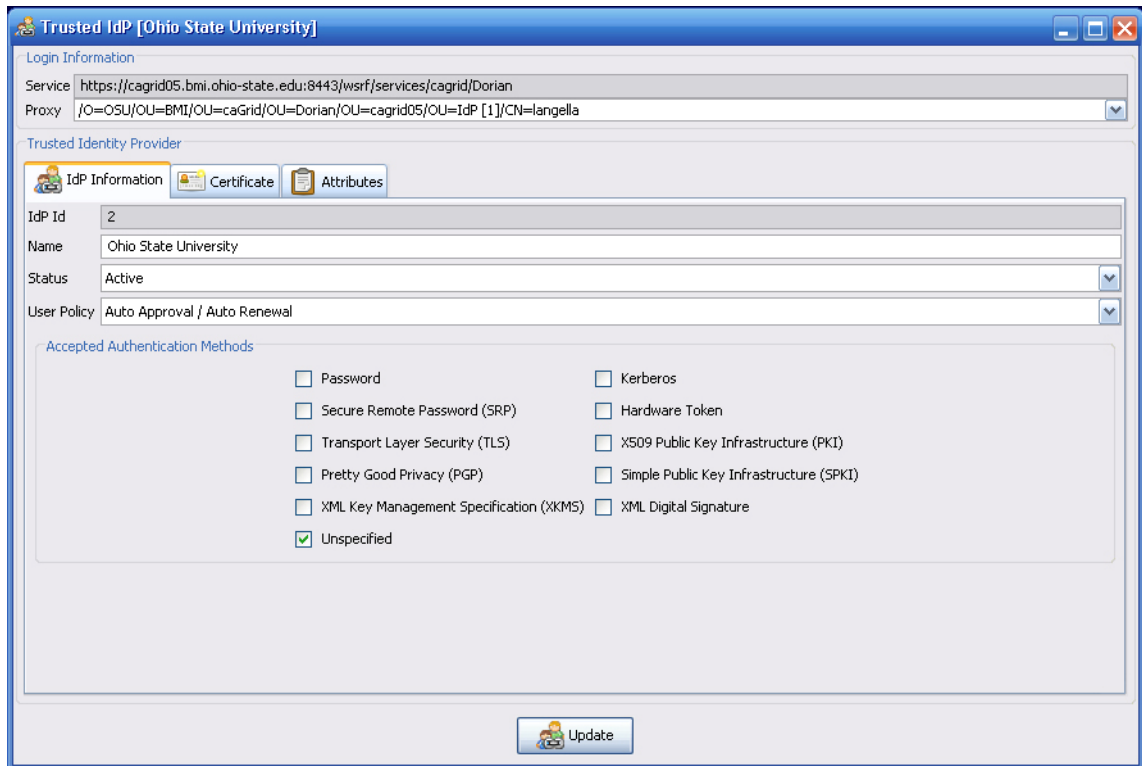 Trusted IdP [Ohio State University]
Login Information
Service https://cagrid05.bmi.ohio-state.edu:8443/wsrf/services/cagrid/Dorian
Proxy /O=OSU/OU=BMI/OU=caGrid/OU=Dorian/OU=cagrid05/OU=IdP [1]/CN=langella
Trusted Identity Provider
IdP Information Certificate Attributes
IdP Id 2
Name Ohio State University
Status Active
User Policy Auto Approval / Auto Renewal
Accepted Authentication Methods
Password Kerberos
Secure Remote Password (SRP) Hardware Token
Transport Layer Security (TLS) X509 Public Key Infrastructure (PKI)
Pretty Good Privacy (PGP) Simple Public Key Infrastructure (SPKI)
XML Key Management Specification (XKMS) XML Digital Signature
Unspecified
Update